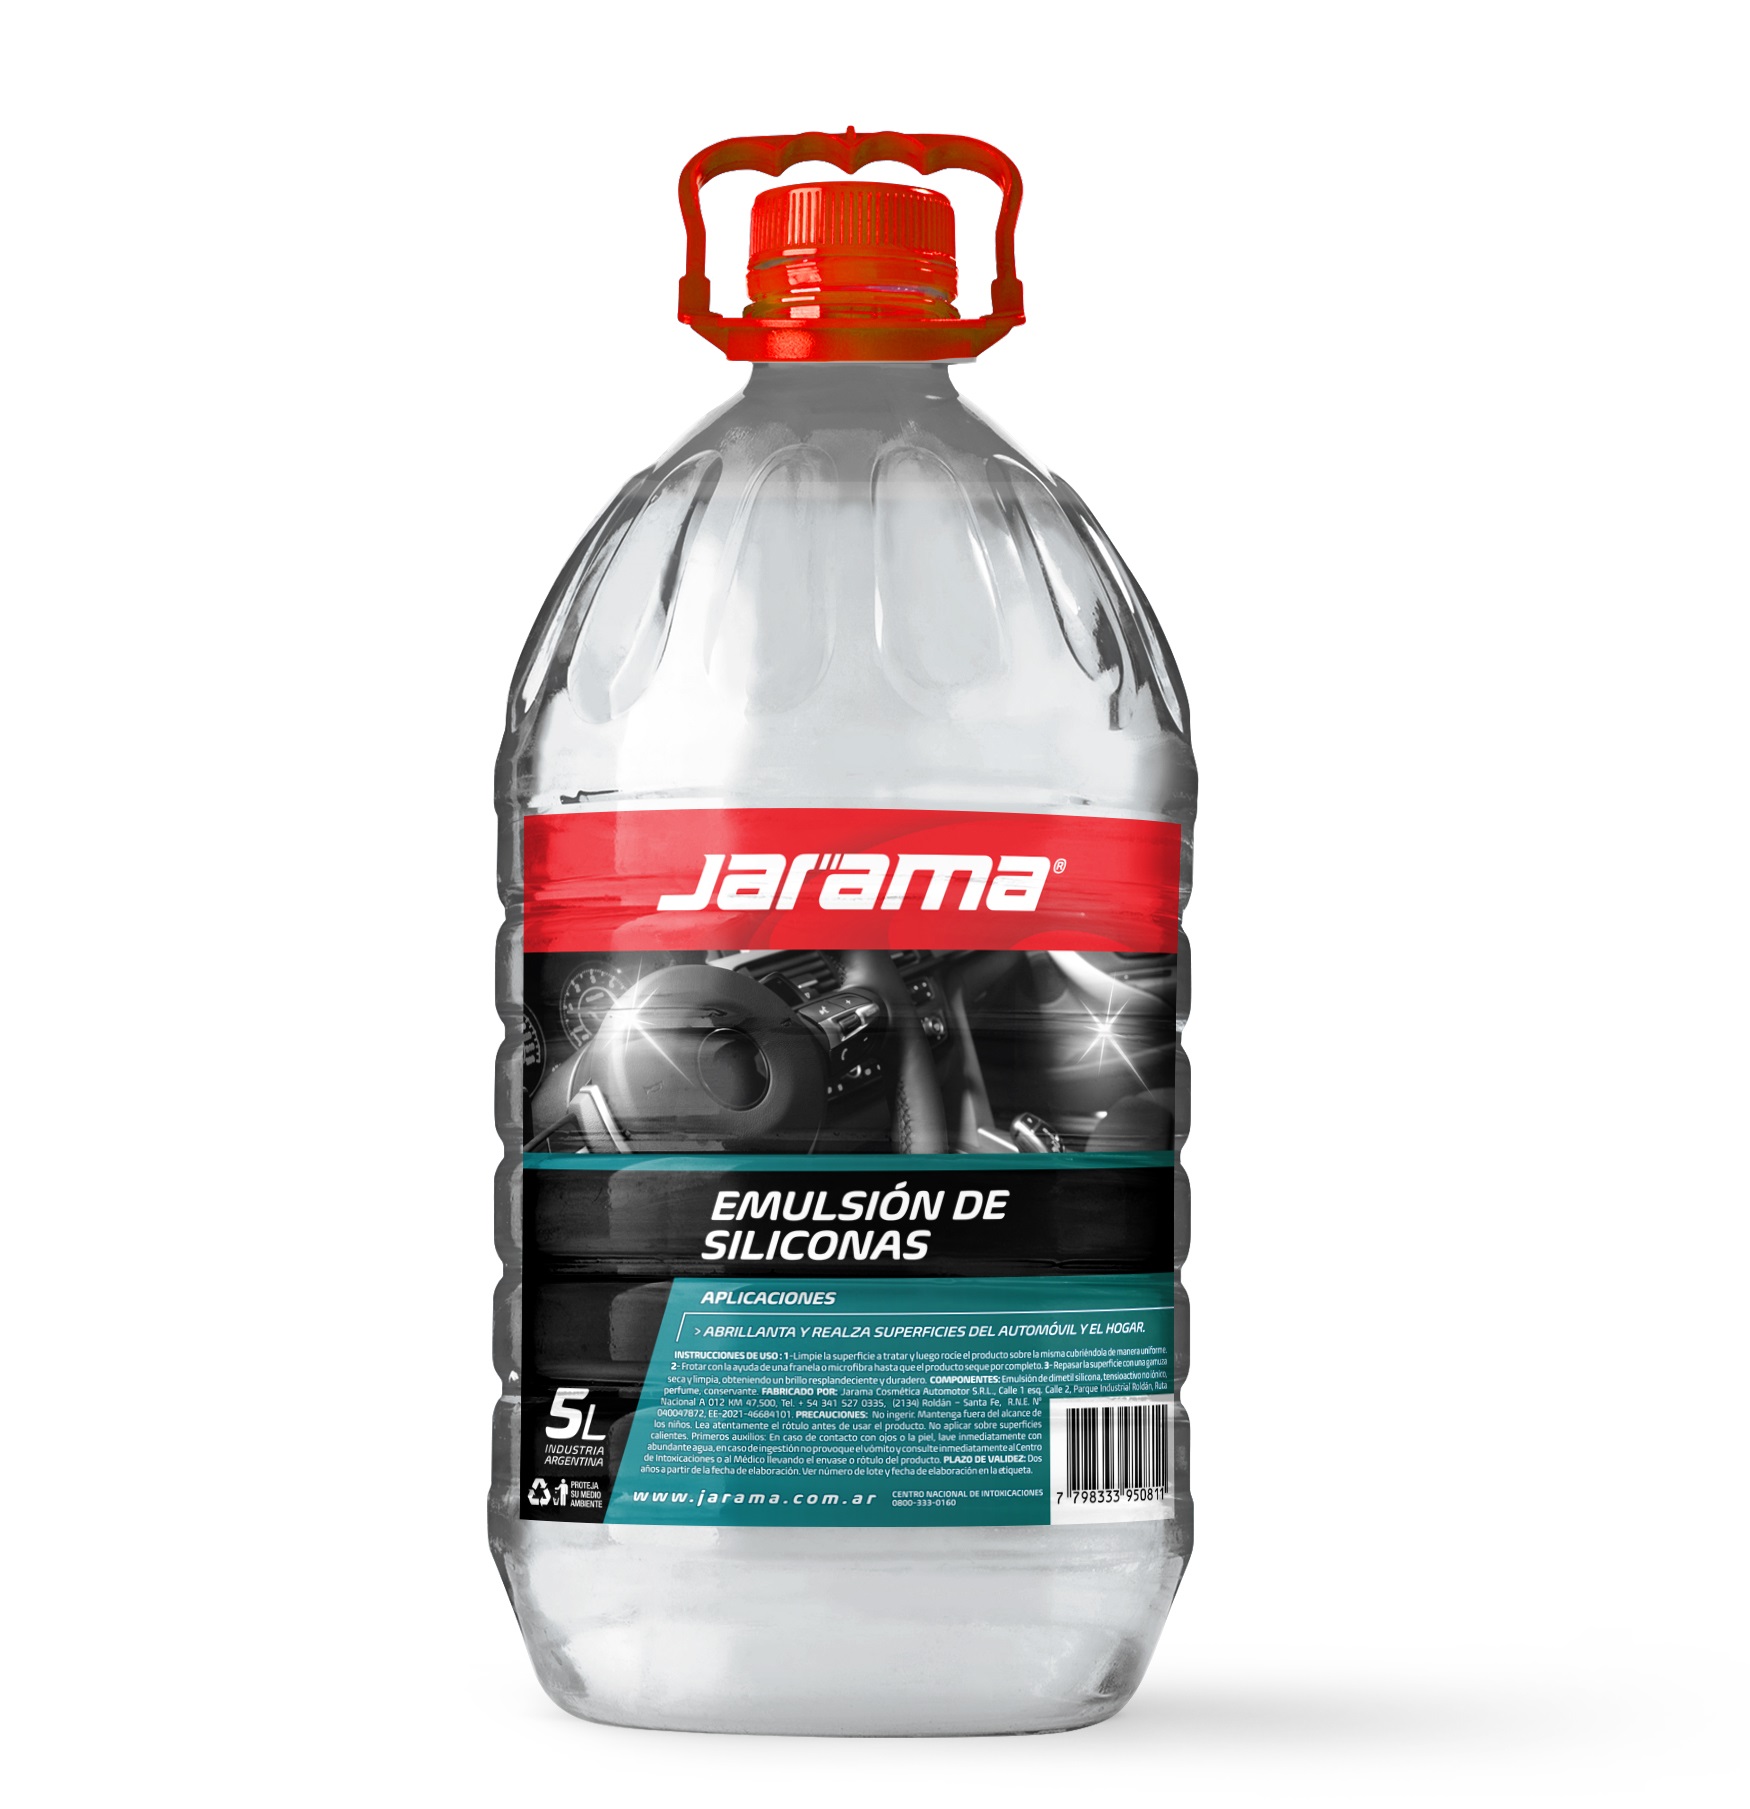 JARAMA®
EMULSIÓN DE
SILICONAS
APLICACIONES
> ABRILLANTA Y REALZA SUPERFICIES DEL AUTOMÓVIL Y EL HOGAR.
INSTRUCCIONES DE USO: 1-Limpie la superficie a tratar y luego rocíe el producto sobre la misma cubriéndola de manera uniforme.
2- Frotar con la ayuda de una franela o microfibra hasta que el producto seque por completo. 3- Repasar la superficie con una gamuza
seca y limpia, obteniendo un brillo resplandeciente y duradero. COMPONENTES: Emulsión de dimetil silicona, tensioactivo no iónico,
perfume, conservante. FABRICADO POR: Jarama Cosmética Automotor S.R.L., Calle 1 esq. Calle 2, Parque Industrial Roldán, Ruta
Nacional A 012 KM 47,500, Tel. + 54 341 527 0335, (2134) Roldán – Santa Fe, R.N.E. N°
040047872, EE-2021-46684101. PRECAUCIONES: No ingerir. Mantenga fuera del alcance de
los niños. Lea atentamente el rótulo antes de usar el producto. No aplicar sobre superficies
calientes. Primeros auxilios: En caso de contacto con ojos o la piel, lave inmediatamente con
abundante agua, en caso de ingestión no provoque el vómito y consulte inmediatamente al Centro
de Intoxicaciones o al Médico llevando el envase o rótulo del producto. PLAZO DE VALIDEZ: Dos
años a partir de la fecha de elaboración. Ver número de lote y fecha de elaboración en la etiqueta.
www.jarama.com.ar
CENTRO NACIONAL DE INTOXICACIONES
0800-333-0160
5L
INDUSTRIA
ARGENTINA
PROTEJA
SU MEDIO
AMBIENTE
7 798333 950811